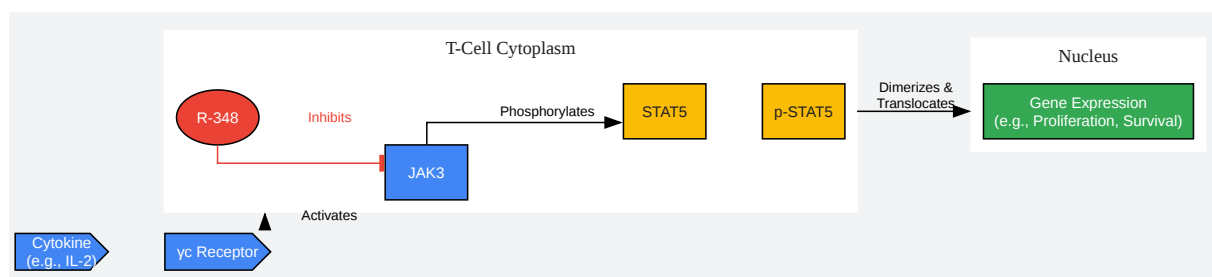 T-Cell Cytoplasm
Nucleus
R-348
Inhibits
Phosphorylates
STAT5
p-STAT5
Dimerizes &
Translocates
Gene Expression
(e.g., Proliferation, Survival)
JAK3
Activates
Cytokine
(e.g., IL-2)
γc Receptor